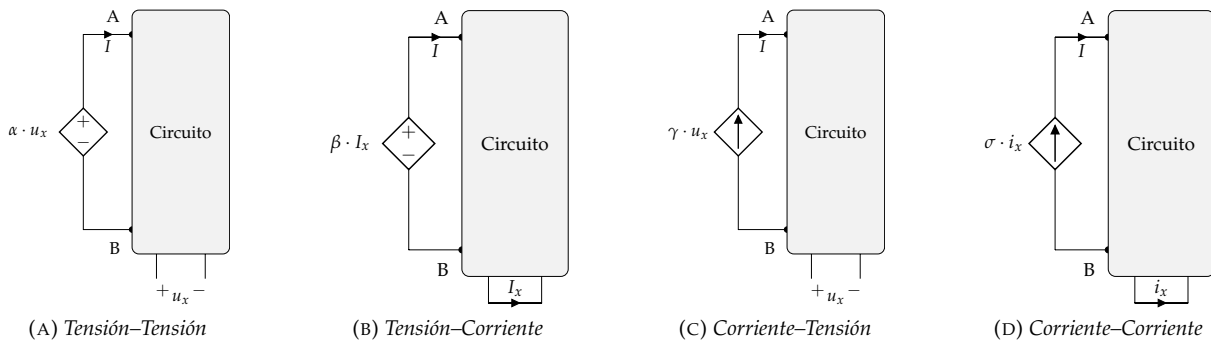 A
I
α · u_x
+
−
Circuito
B
+ u_x −
(A) Tensión–Tensión
A
I
β · I_x
+
−
Circuito
B
I_x
(B) Tensión–Corriente
A
I
γ · u_x
Circuito
B
+ u_x −
(C) Corriente–Tensión
A
I
σ · i_x
Circuito
B
i_x
(D) Corriente–Corriente